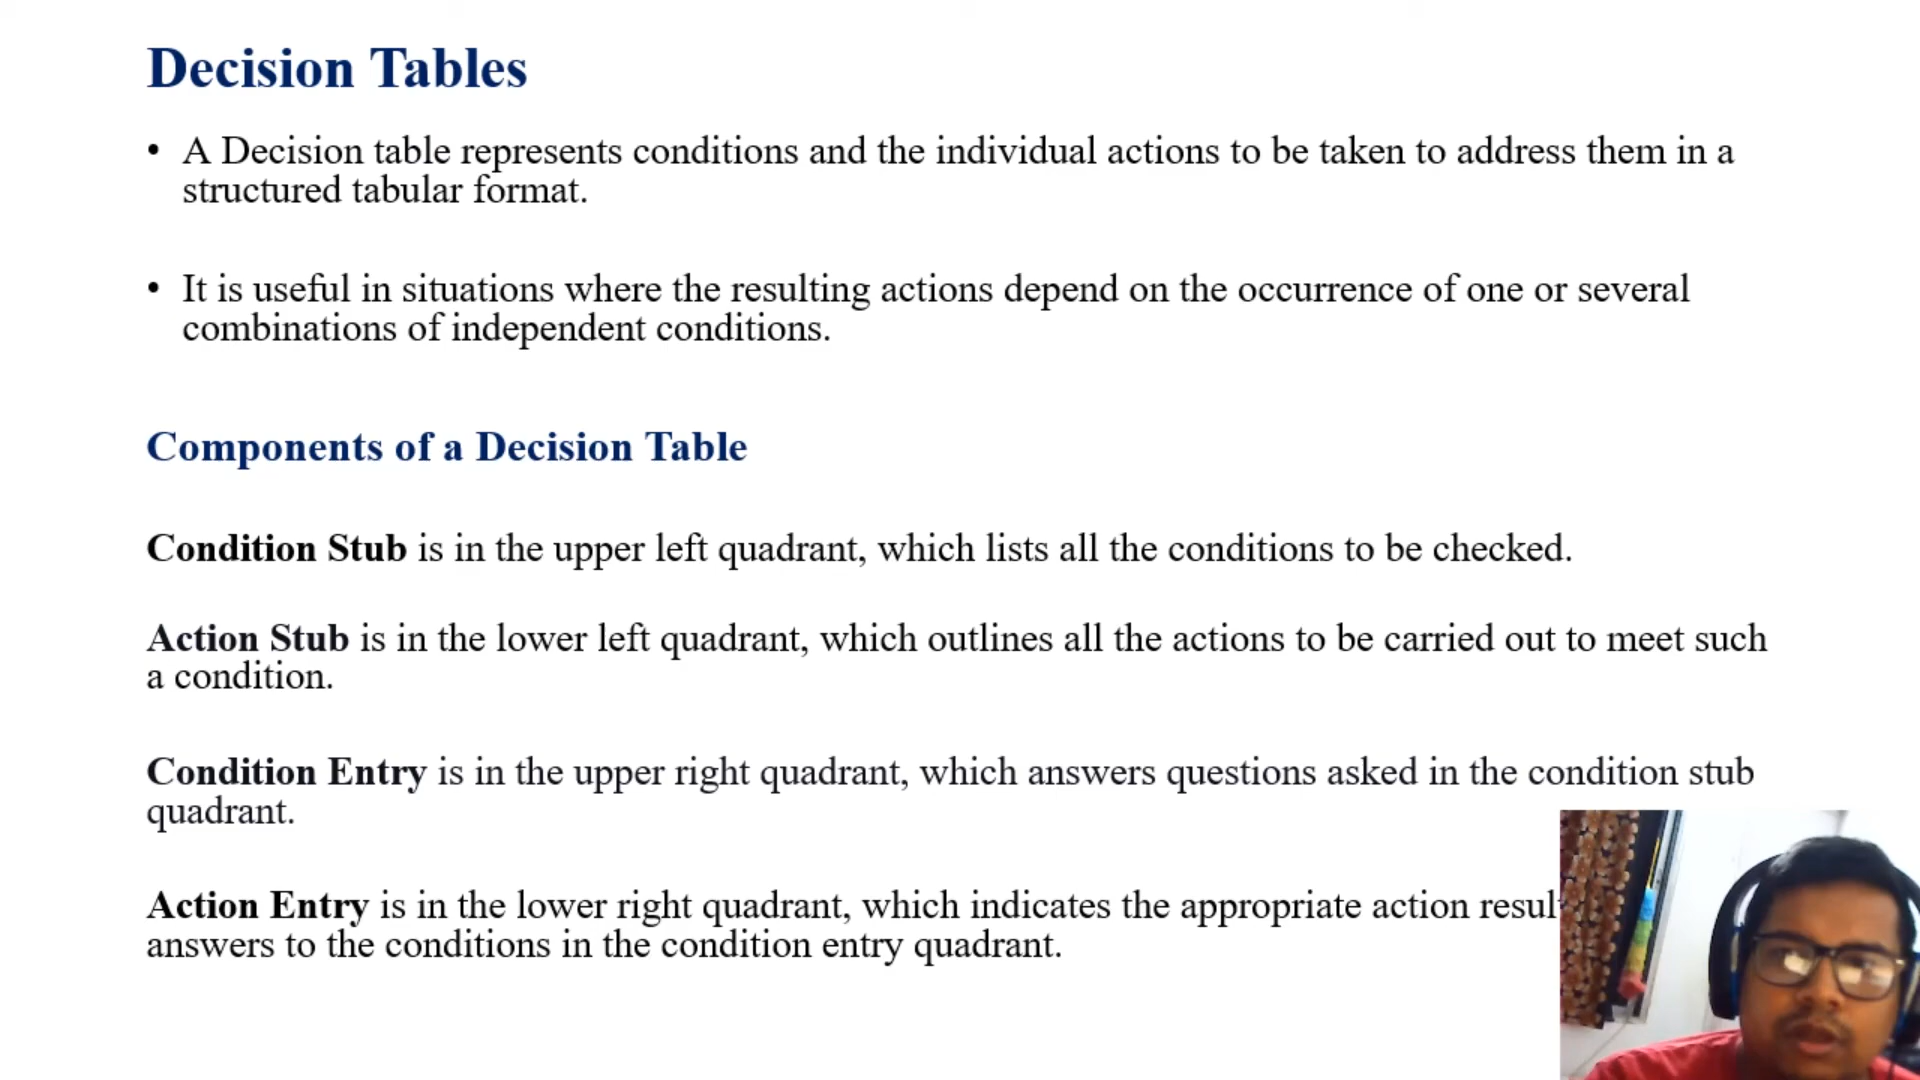 Decision Tables
• A Decision table represents conditions and the individual actions to be taken to address them in a
structured tabular format.
• It is useful in situations where the resulting actions depend on the occurrence of one or several
combinations of independent conditions.
Components of a Decision Table
Condition Stub is in the upper left quadrant, which lists all the conditions to be checked.
Action Stub is in the lower left quadrant, which outlines all the actions to be carried out to meet such
a condition.
Condition Entry is in the upper right quadrant, which answers questions asked in the condition stub
quadrant.
Action Entry is in the lower right quadrant, which indicates the appropriate action
answers to the conditions in the condition entry quadrant.